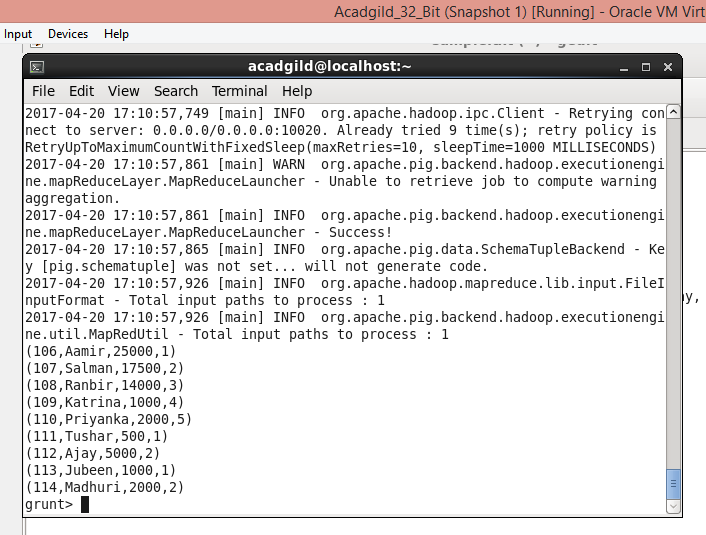 Acadgild_32_Bit (Snapshot 1) [Running] - Oracle VM Virt
Input Devices Help
acadgild@localhost:~
File Edit View Search Terminal Help
2017-04-20 17:10:57,749 [main] INFO  org.apache.hadoop.ipc.Client - Retrying con
nect to server: 0.0.0.0/0.0.0.0:10020. Already tried 9 time(s); retry policy is
RetryUpToMaximumCountWithFixedSleep(maxRetries=10, sleepTime=1000 MILLISECONDS)
2017-04-20 17:10:57,861 [main] WARN  org.apache.pig.backend.hadoop.executionengi
ne.mapReduceLayer.MapReduceLauncher - Unable to retrieve job to compute warning
aggregation.
2017-04-20 17:10:57,861 [main] INFO  org.apache.pig.backend.hadoop.executionengi
ne.mapReduceLayer.MapReduceLauncher - Success!
2017-04-20 17:10:57,865 [main] INFO  org.apache.pig.data.SchemaTupleBackend - Ke
y [pig.schematuple] was not set... will not generate code.
2017-04-20 17:10:57,926 [main] INFO  org.apache.hadoop.mapreduce.lib.input.FileI
nputFormat - Total input paths to process : 1
2017-04-20 17:10:57,926 [main] INFO  org.apache.pig.backend.hadoop.executionengi
ne.util.MapRedUtil - Total input paths to process : 1
(106,Aamir,25000,1)
(107,Salman,17500,2)
(108,Ranbir,14000,3)
(109,Katrina,1000,4)
(110,Priyanka,2000,5)
(111,Tushar,500,1)
(112,Ajay,5000,2)
(113,Jubeen,1000,1)
(114,Madhuri,2000,2)
grunt>